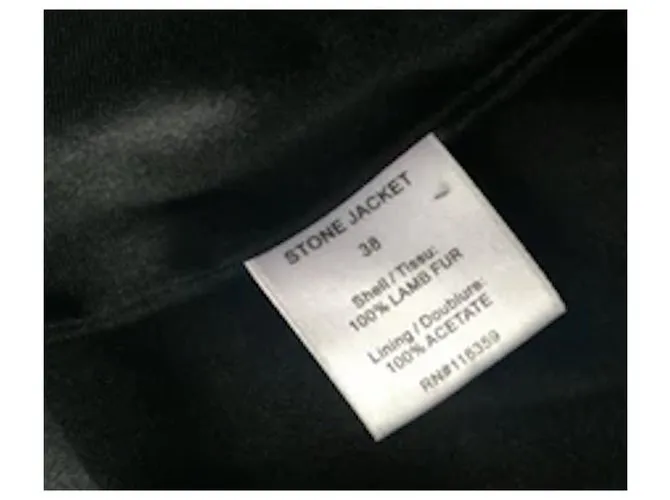 STONE JACKET
38
Shell / Tissu:
100% LAMB FUR
Lining / Doublure:
100% ACETATE
RN#116359